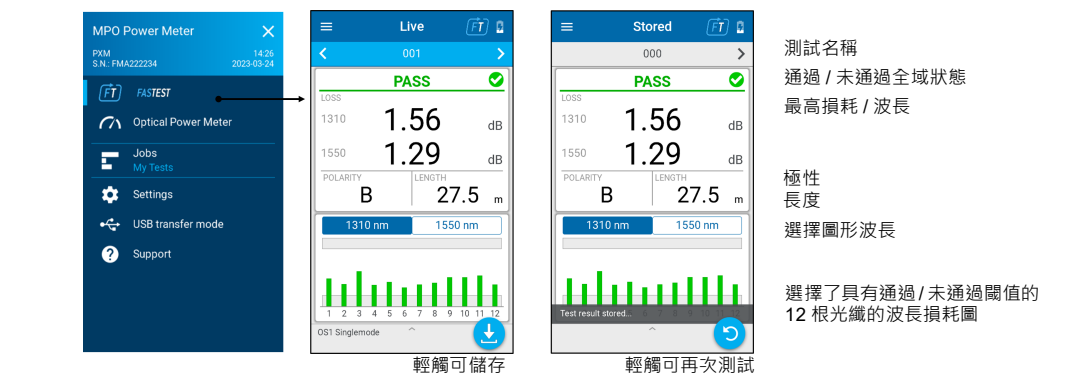 MPO Power Meter
PXM 14:26
S.N.: FMA222234 2023-03-24
FT FASTEST
Optical Power Meter
Jobs
My Tests
Settings
USB transfer mode
Support
Live FT
001
PASS
LOSS
1310 1.56 dB
1550 1.29 dB
POLARITY LENGTH
B 27.5 m
1310 nm 1550 nm
1 2 3 4 5 6 7 8 9 10 11 12
OS1 Singlemode
輕觸可儲存
Stored FT
000
PASS
LOSS
1310 1.56 dB
1550 1.29 dB
POLARITY LENGTH
B 27.5 m
1310 nm 1550 nm
Test result stored...
輕觸可再次測試
測試名稱
通過 / 未通過全域狀態
最高損耗 / 波長
極性
長度
選擇圖形波長
選擇了具有通過 / 未通過閾值的
12 根光纖的波長損耗圖